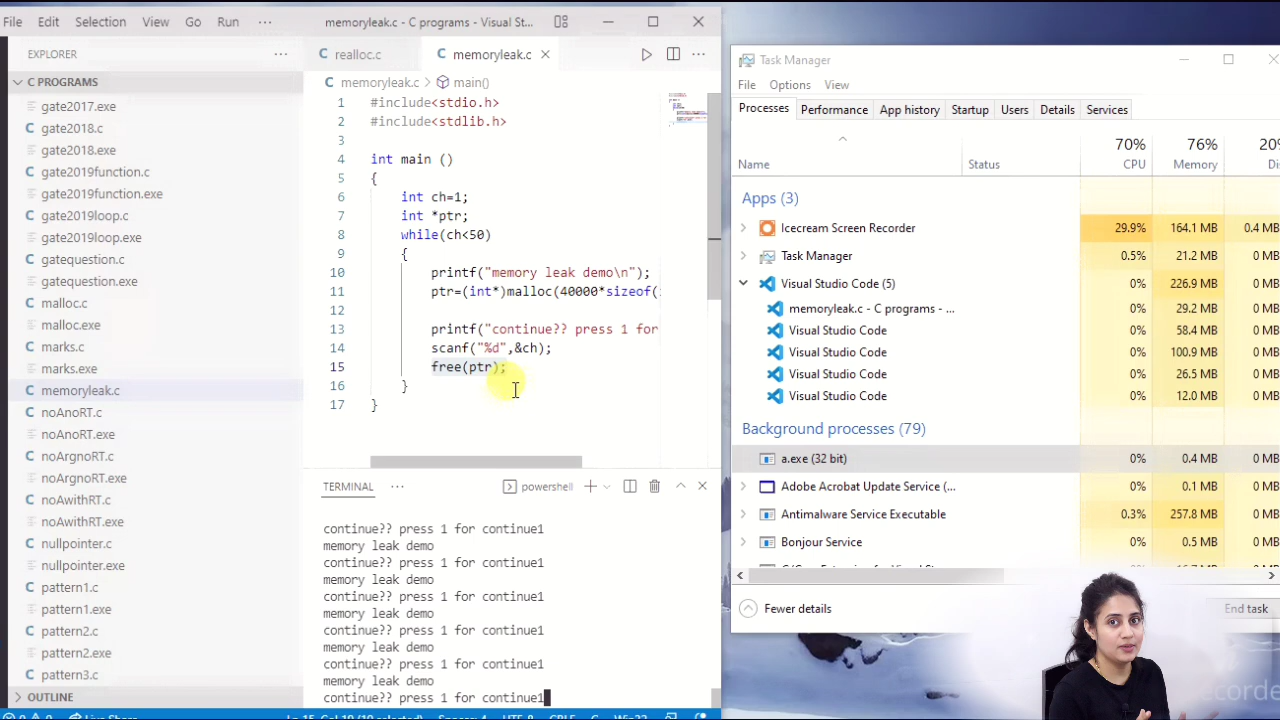 File Edit Selection View Go Run ··· memoryleak.c - C programs - Visual St...
EXPLORER ···
C PROGRAMS
gate2017.exe
gate2018.c
gate2018.exe
gate2019function.c
gate2019function.exe
gate2019loop.c
gate2019loop.exe
gatequestion.c
gatequestion.exe
malloc.c
malloc.exe
marks.c
marks.exe
memoryleak.c
noAnoRT.c
noAnoRT.exe
noArgnoRT.c
noArgnoRT.exe
noAwithRT.c
noAwithRT.exe
nullpointer.c
nullpointer.exe
pattern1.c
pattern1.exe
pattern2.c
pattern2.exe
pattern3.c
OUTLINE
C realloc.c C memoryleak.c ···
C memoryleak.c > main()
1 #include<stdio.h>
2 #include<stdlib.h>
3
4 int main ()
5 {
6 int ch=1;
7 int *ptr;
8 while(ch<50)
9 {
10 printf("memory leak demo\n");
11 ptr=(int*)malloc(40000*sizeof(
12
13 printf("continue?? press 1 for
14 scanf("%d",&ch);
15 free(ptr);
16 }
17 }
TERMINAL ··· powershell
continue?? press 1 for continue1
memory leak demo
continue?? press 1 for continue1
memory leak demo
continue?? press 1 for continue1
memory leak demo
continue?? press 1 for continue1
memory leak demo
continue?? press 1 for continue1
memory leak demo
continue?? press 1 for continue1
Task Manager
File Options View
Processes Performance App history Startup Users Details Services
70% 76% 20%
Name Status CPU Memory
Apps (3)
Icecream Screen Recorder 29.9% 164.1 MB 0.4 MB
Task Manager 0.5% 21.2 MB 0 MB
Visual Studio Code (5) 0% 226.9 MB 0 MB
memoryleak.c - C programs - ... 0% 29.2 MB 0 MB
Visual Studio Code 0% 58.4 MB 0 MB
Visual Studio Code 0% 100.9 MB 0 MB
Visual Studio Code 0% 26.5 MB 0 MB
Visual Studio Code 0% 12.0 MB 0 MB
Background processes (79)
a.exe (32 bit) 0% 0.4 MB 0 MB
Adobe Acrobat Update Service (... 0% 0.1 MB 0 MB
Antimalware Service Executable 0.3% 257.8 MB 0 MB
Bonjour Service 0% 0.5 MB 0 MB
Fewer details End task